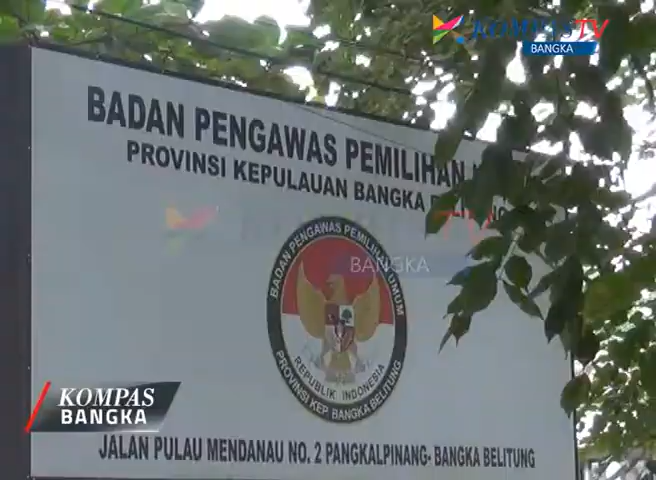 KOMPAS TV
BANGKA
BADAN PENGAWAS PEMILIHAN
PROVINSI KEPULAUAN BANGKA
BANGKA
BADAN PENGAWAS PEMILIHAN UMUM
REPUBLIK INDONESIA
PROVINSI KEP. BANGKA BELITUNG
KOMPAS
BANGKA
JALAN PULAU MENDANAU NO. 2 PANGKALPINANG- BANGKA BELITUNG